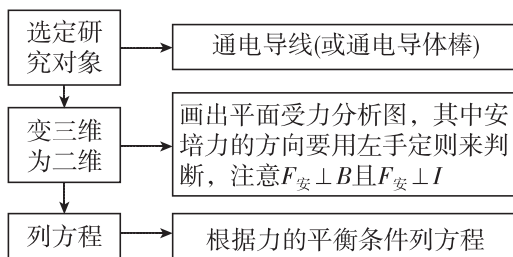 选定研
究对象
通电导线(或通电导体棒)
变三维
为二维
画出平面受力分析图，其中安
培力的方向要用左手定则来判
断，注意F安⊥B且F安⊥I
列方程
根据力的平衡条件列方程